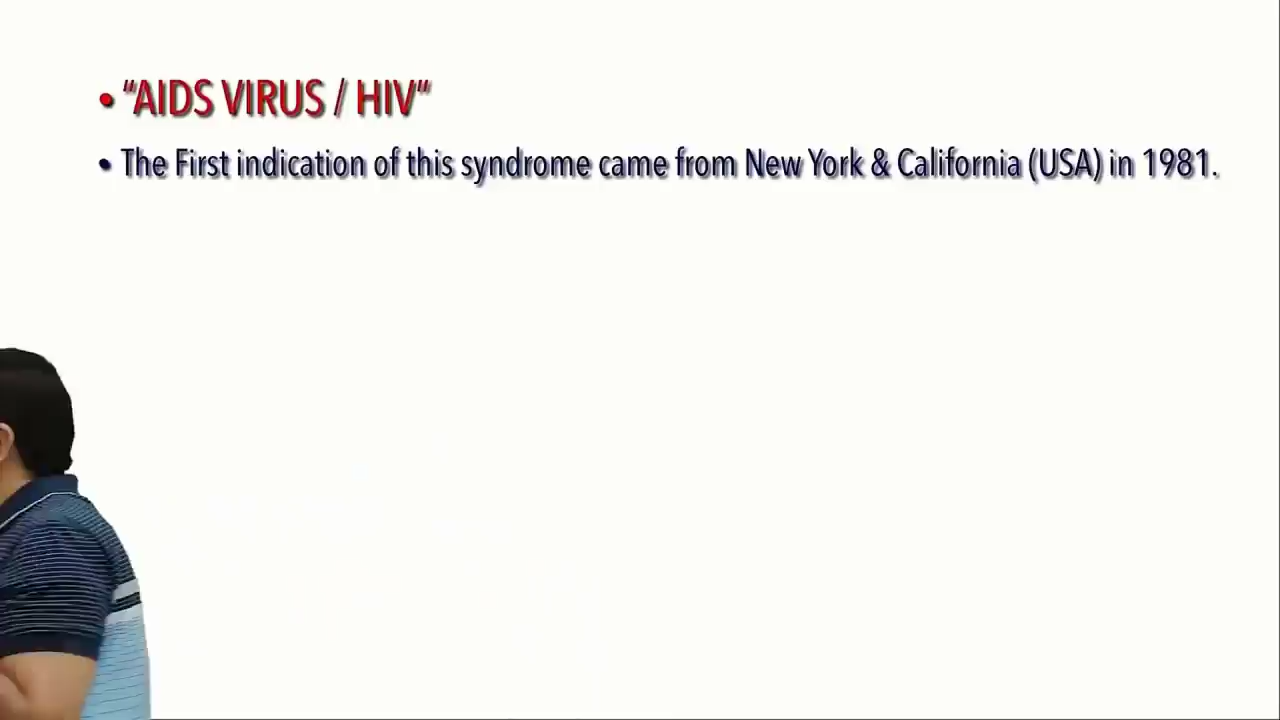 • "AIDS VIRUS / HIV"
• The First indication of this syndrome came from New York & California (USA) in 1981.